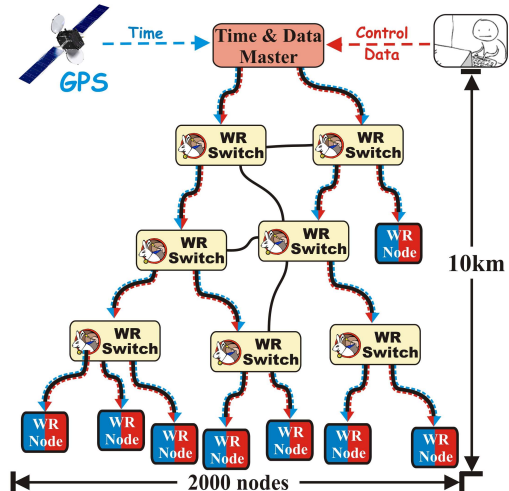 GPS
Time
Time & Data
Master
Control
Data
WR
Switch
WR
Switch
WR
Switch
WR
Switch
WR
Node
10km
WR
Switch
WR
Switch
WR
Switch
WR
Node
WR
Node
WR
Node
WR
Node
WR
Node
WR
Node
WR
Node
2000 nodes